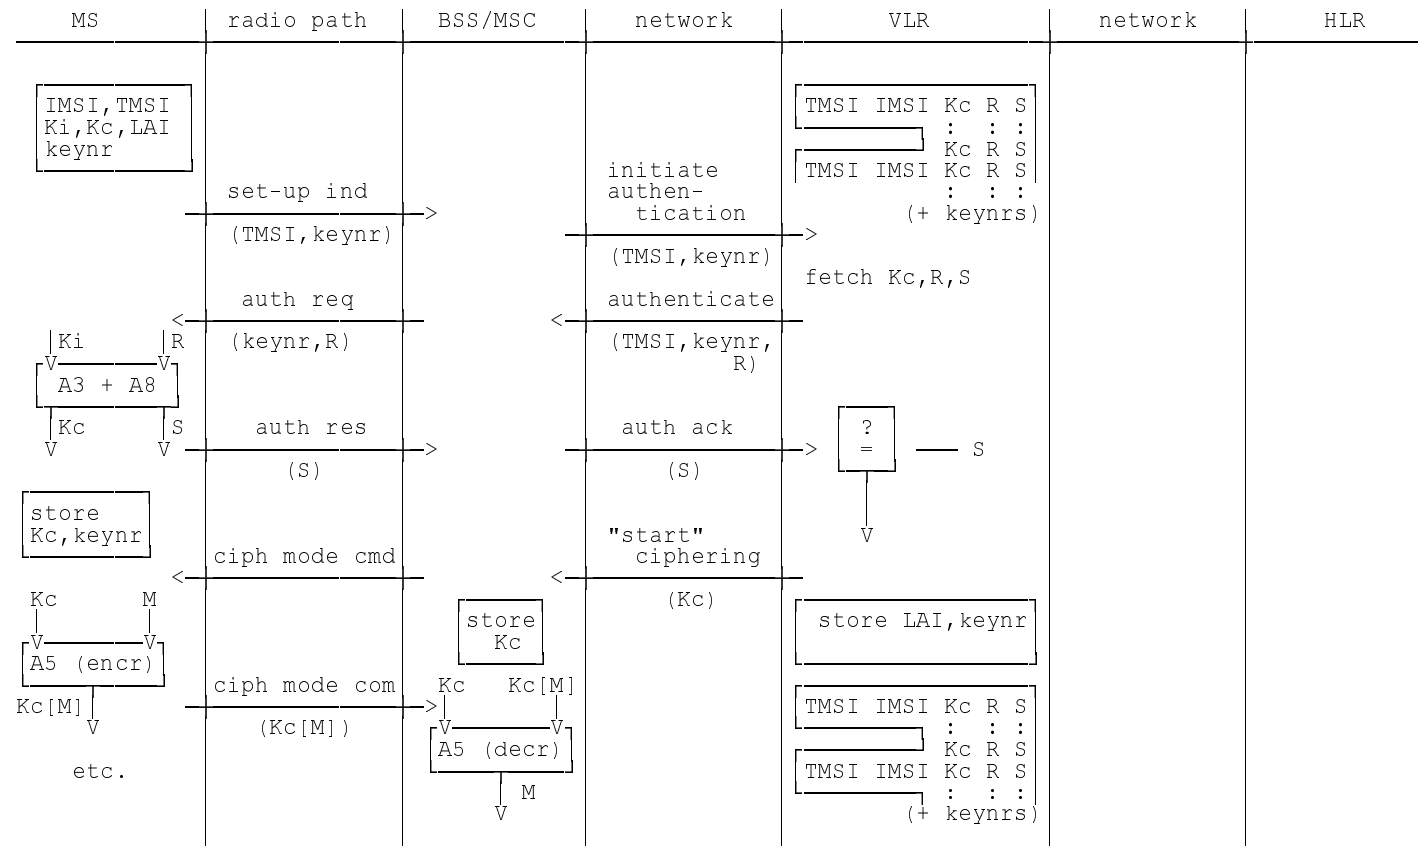 MS radio path BSS/MSC network VLR network HLR
IMSI,TMSI TMSI IMSI Kc R S
Ki,Kc,LAI : : :
keynr Kc R S
initiate TMSI IMSI Kc R S
set-up ind authen- : : :
> tication (+ keynrs)
(TMSI,keynr) >
(TMSI,keynr)
fetch Kc,R,S
auth req authenticate
< <
Ki R (keynr,R) (TMSI,keynr,
V V R)
A3 + A8
Kc S auth res auth ack ?
V V > > = S
(S) (S)
store
Kc,keynr "start" V
ciph mode cmd ciphering
< <
Kc M (Kc)
store store LAI,keynr
V V Kc
A5 (encr)
ciph mode com Kc Kc[M]
Kc[M] > TMSI IMSI Kc R S
V (Kc[M]) V V : : :
A5 (decr) Kc R S
etc. TMSI IMSI Kc R S
M : : :
V (+ keynrs)